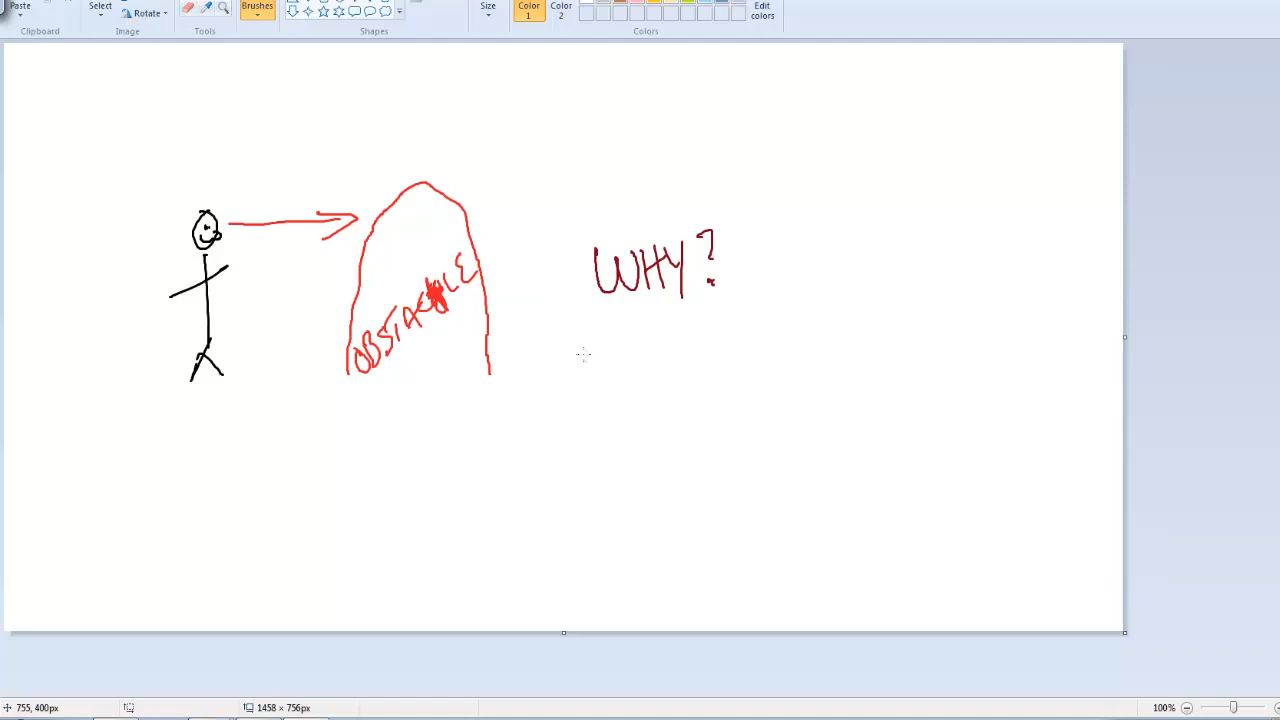 Paste
Select
Rotate
Brushes
Size
Color
1
Color
2
Edit
colors
Clipboard
Image
Tools
Shapes
Colors
OBSTACLE
WHY?
755, 400px
1458 × 756px
100%